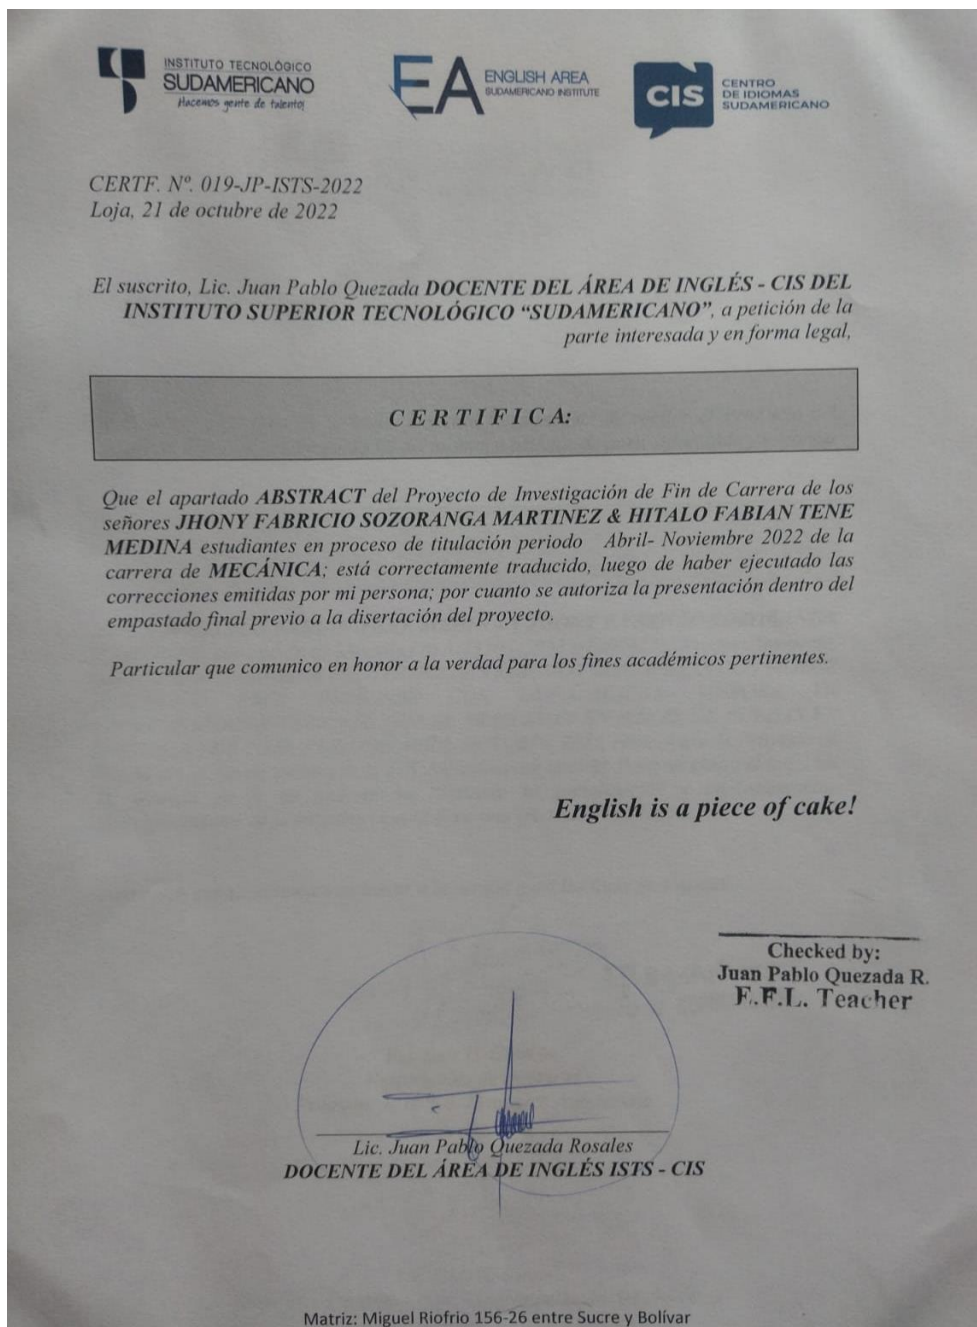 INSTITUTO TECNOLÓGICO
SUDAMERICANO
Hacemos gente de talento!
EA
ENGLISH AREA
SUDAMERICANO INSTITUTE
CIS
CENTRO
DE IDIOMAS
SUDAMERICANO
CERTF. Nº. 019-JP-ISTS-2022
Loja, 21 de octubre de 2022
El suscrito, Lic. Juan Pablo Quezada DOCENTE DEL ÁREA DE INGLÉS - CIS DEL
INSTITUTO SUPERIOR TECNOLÓGICO “SUDAMERICANO”, a petición de la
parte interesada y en forma legal,
C E R T I F I C A:
Que el apartado ABSTRACT del Proyecto de Investigación de Fin de Carrera de los
señores JHONY FABRICIO SOZORANGA MARTINEZ & HITALO FABIAN TENE
MEDINA estudiantes en proceso de titulación periodo Abril- Noviembre 2022 de la
carrera de MECÁNICA; está correctamente traducido, luego de haber ejecutado las
correcciones emitidas por mi persona; por cuanto se autoriza la presentación dentro del
empastado final previo a la disertación del proyecto.
Particular que comunico en honor a la verdad para los fines académicos pertinentes.
English is a piece of cake!
Checked by:
Juan Pablo Quezada R.
E.F.L. Teacher
Lic. Juan Pablo Quezada Rosales
DOCENTE DEL ÁREA DE INGLÉS ISTS - CIS
Matriz: Miguel Riofrio 156-26 entre Sucre y Bolívar